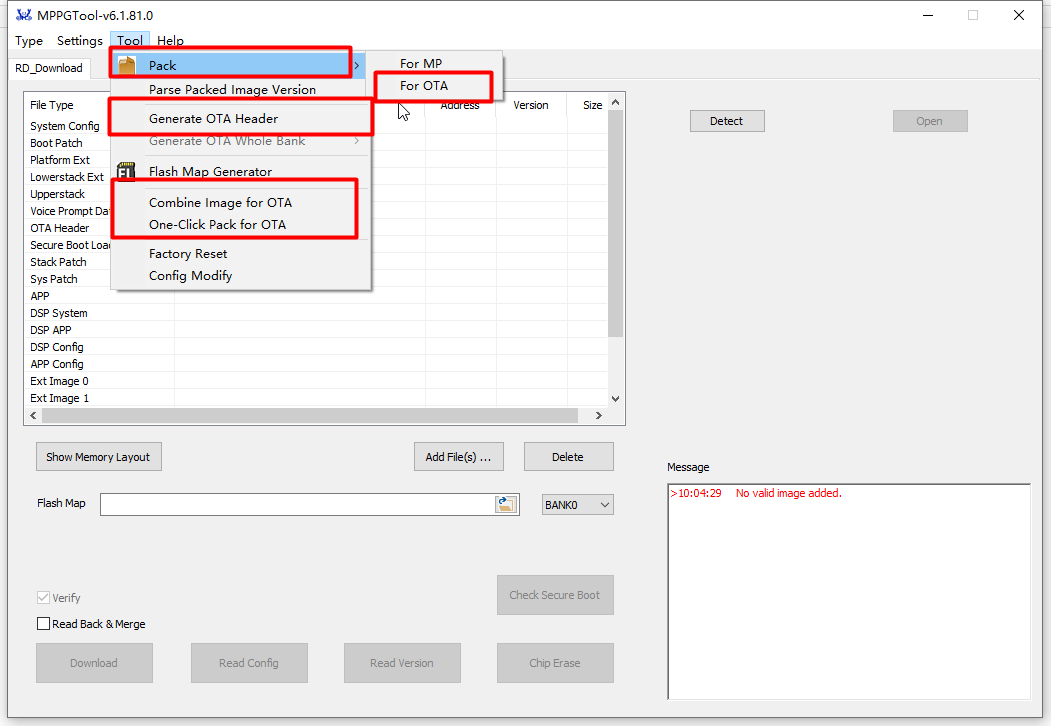 MPPGTool-v6.1.81.0
Type Settings Tool Help
RD_Download
Pack
For MP
For OTA
Parse Packed Image Version
Generate OTA Header
Generate OTA Whole Bank
Flash Map Generator
Combine Image for OTA
One-Click Pack for OTA
Factory Reset
Config Modify
File Type Address Version Size
System Config
Boot Patch
Platform Ext
Lowerstack Ext
Upperstack
Voice Prompt Dat
OTA Header
Secure Boot Load
Stack Patch
Sys Patch
APP
DSP System
DSP APP
DSP Config
APP Config
Ext Image 0
Ext Image 1
Detect Open
Show Memory Layout Add File(s) ... Delete
Flash Map BANK0
Message
>10:04:29 No valid image added.
Verify
Check Secure Boot
Read Back & Merge
Download Read Config Read Version Chip Erase